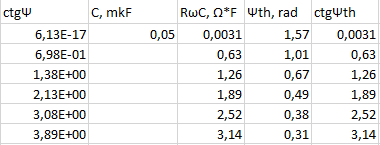 ctgΨ C, mkF RωC, Ω*F Ψth, rad ctgΨth
6,13E-17 0,05 0,0031 1,57 0,0031
6,98E-01 0,63 1,01 0,63
1,38E+00 1,26 0,67 1,26
2,13E+00 1,89 0,49 1,89
3,08E+00 2,52 0,38 2,52
3,89E+00 3,14 0,31 3,14